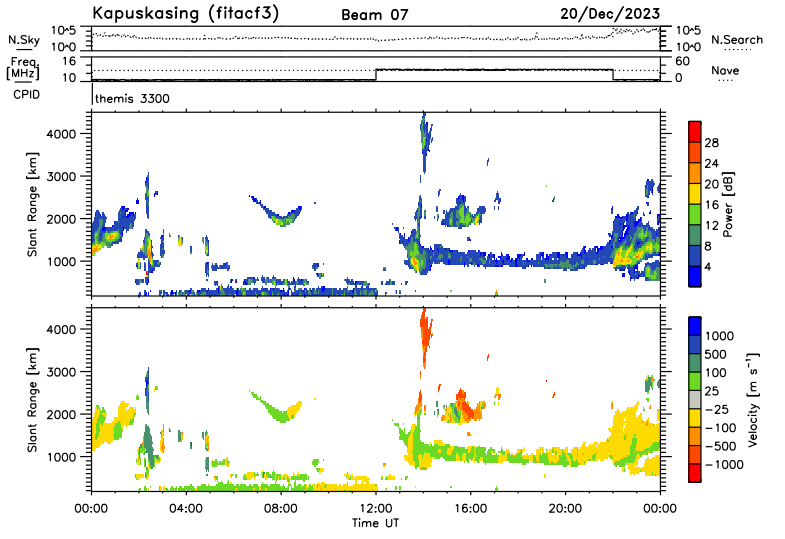 Kapuskasing (fitacf3) Beam 07 20/Dec/2023
N.Sky 10^5 10^0 10^5 10^0 N.Search
Freq. [MHz] 16 10 60 0 Nave
CPID themis 3300
Slant Range [km] 4000 3000 2000 1000
28 24 20 16 12 8 4 Power [dB]
Slant Range [km] 4000 3000 2000 1000
1000 500 100 25 −25 −100 −500 −1000 Velocity [m s⁻¹]
00:00 04:00 08:00 12:00 16:00 20:00 00:00
Time UT